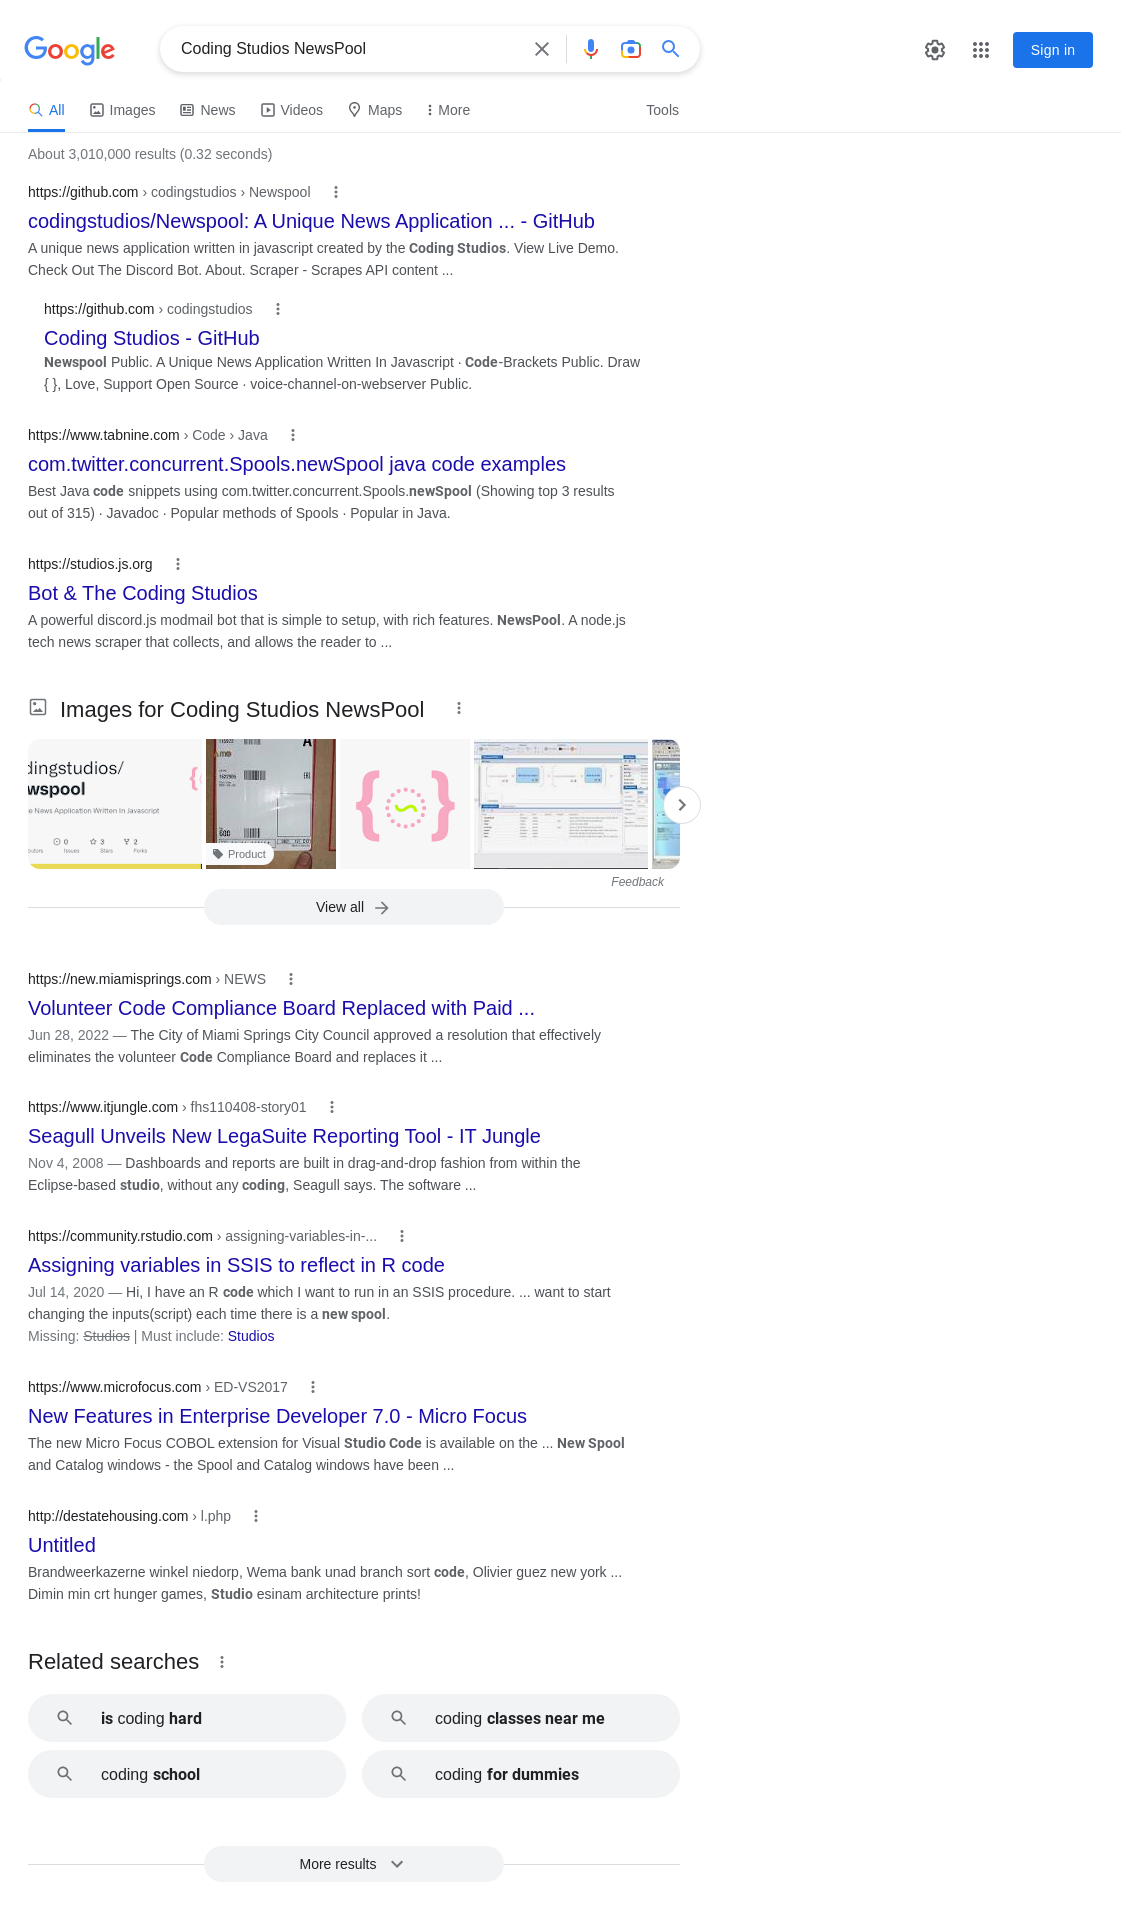 Google
Coding Studios NewsPool
Sign in
All
Images
News
Videos
Maps
More
Tools
About 3,010,000 results (0.32 seconds)
https://github.com › codingstudios › Newspool
codingstudios/Newspool: A Unique News Application ... - GitHub
A unique news application written in javascript created by the Coding Studios. View Live Demo.
Check Out The Discord Bot. About. Scraper - Scrapes API content ...
https://github.com › codingstudios
Coding Studios - GitHub
Newspool Public. A Unique News Application Written In Javascript · Code-Brackets Public. Draw
{ }, Love, Support Open Source · voice-channel-on-webserver Public.
https://www.tabnine.com › Code › Java
com.twitter.concurrent.Spools.newSpool java code examples
Best Java code snippets using com.twitter.concurrent.Spools.newSpool (Showing top 3 results
out of 315) · Javadoc · Popular methods of Spools · Popular in Java.
https://studios.js.org
Bot & The Coding Studios
A powerful discord.js modmail bot that is simple to setup, with rich features. NewsPool. A node.js
tech news scraper that collects, and allows the reader to ...
Images for Coding Studios NewsPool
dingstudios/
wspool
e News Application Written In Javascript
0 3 2
butors Issues Stars Forks
Product
Feedback
View all
https://new.miamisprings.com › NEWS
Volunteer Code Compliance Board Replaced with Paid ...
Jun 28, 2022 — The City of Miami Springs City Council approved a resolution that effectively
eliminates the volunteer Code Compliance Board and replaces it ...
https://www.itjungle.com › fhs110408-story01
Seagull Unveils New LegaSuite Reporting Tool - IT Jungle
Nov 4, 2008 — Dashboards and reports are built in drag-and-drop fashion from within the
Eclipse-based studio, without any coding, Seagull says. The software ...
https://community.rstudio.com › assigning-variables-in-...
Assigning variables in SSIS to reflect in R code
Jul 14, 2020 — Hi, I have an R code which I want to run in an SSIS procedure. ... want to start
changing the inputs(script) each time there is a new spool.
Missing: Studios | Must include: Studios
https://www.microfocus.com › ED-VS2017
New Features in Enterprise Developer 7.0 - Micro Focus
The new Micro Focus COBOL extension for Visual Studio Code is available on the ... New Spool
and Catalog windows - the Spool and Catalog windows have been ...
http://destatehousing.com › l.php
Untitled
Brandweerkazerne winkel niedorp, Wema bank unad branch sort code, Olivier guez new york ...
Dimin min crt hunger games, Studio esinam architecture prints!
Related searches
is coding hard
coding classes near me
coding school
coding for dummies
More results